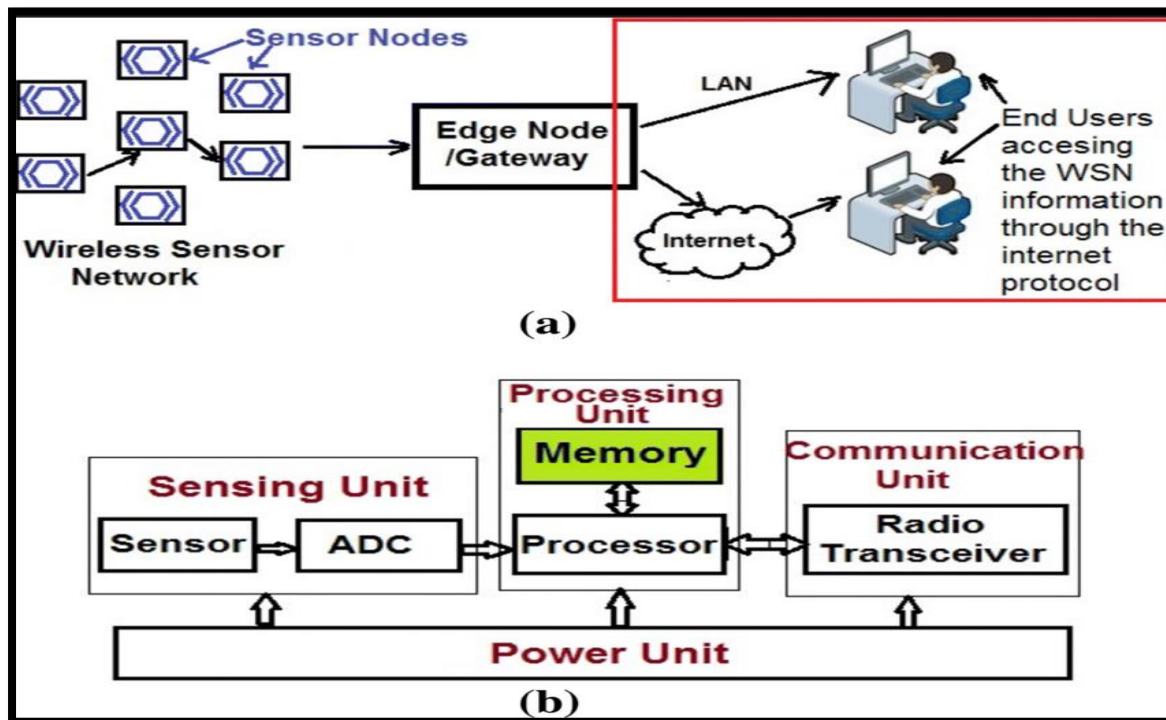 Sensor Nodes
LAN
Edge Node
/Gateway
End Users
accesing
the WSN
information
through the
internet
protocol
Internet
Wireless Sensor
Network
(a)
Processing
Unit
Memory
Communication
Unit
Sensing Unit
Sensor
ADC
Processor
Radio
Transceiver
Power Unit
(b)